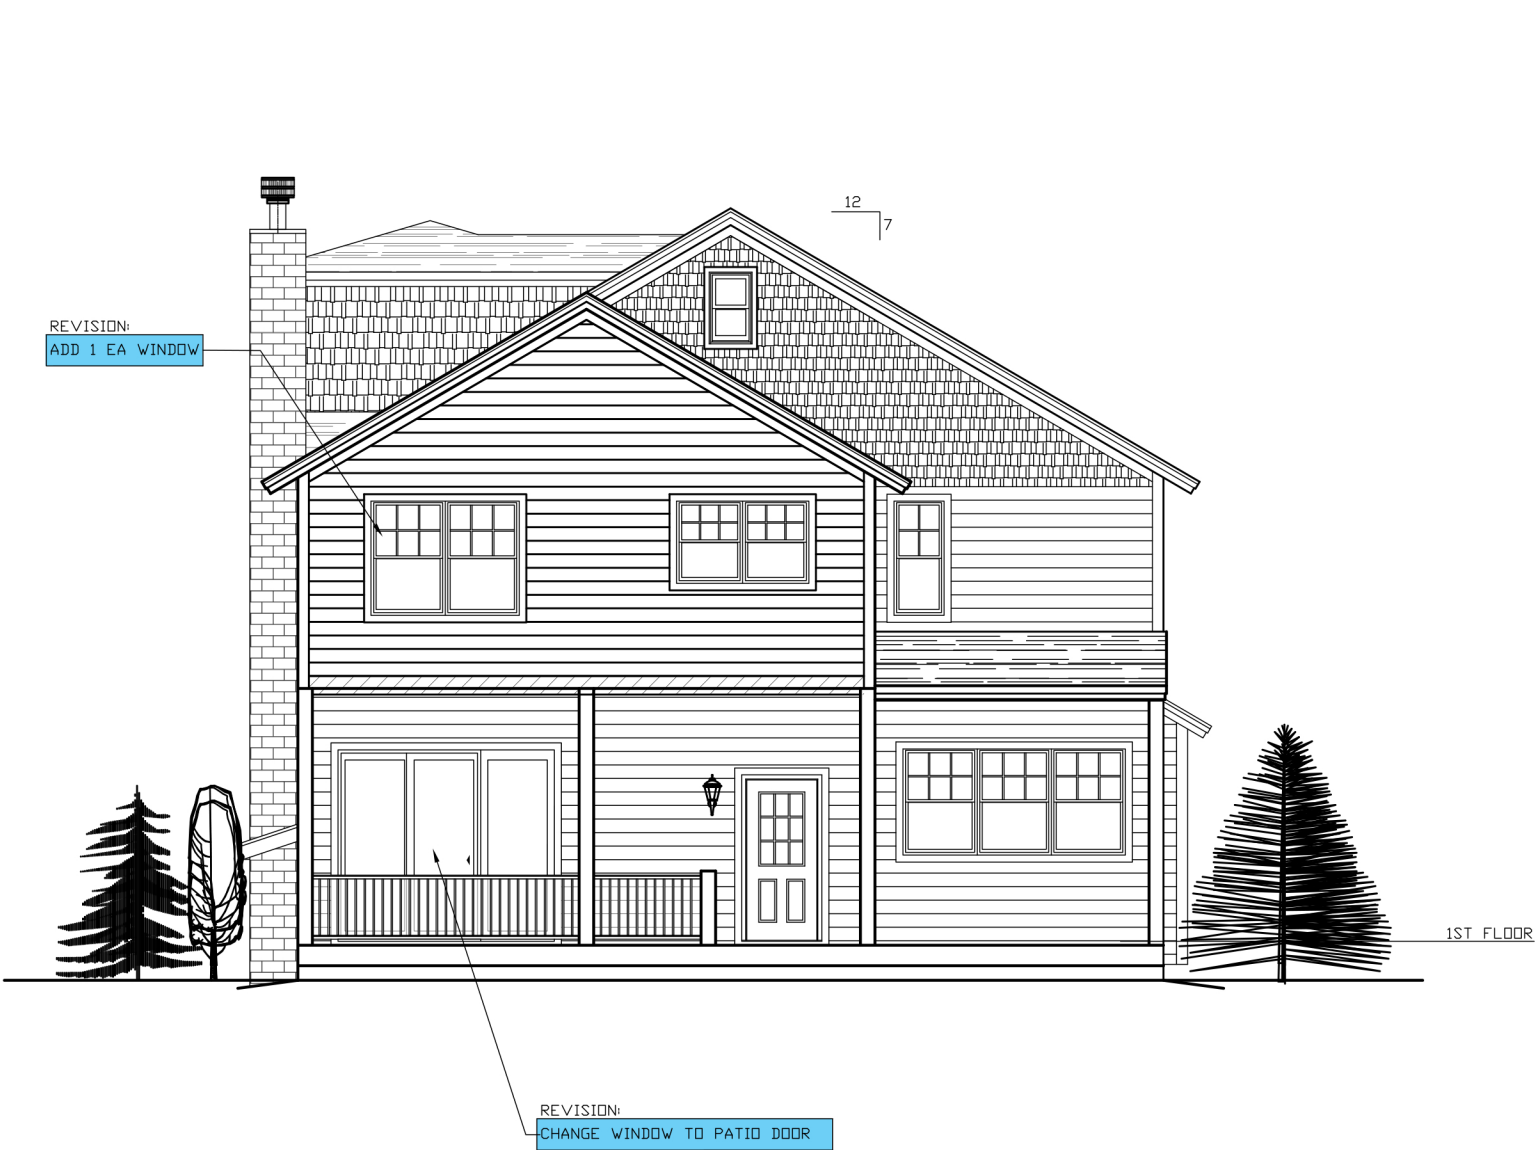 12
7
REVISION:
ADD 1 EA WINDOW
1ST FLOOR
REVISION:
CHANGE WINDOW TO PATIO DOOR